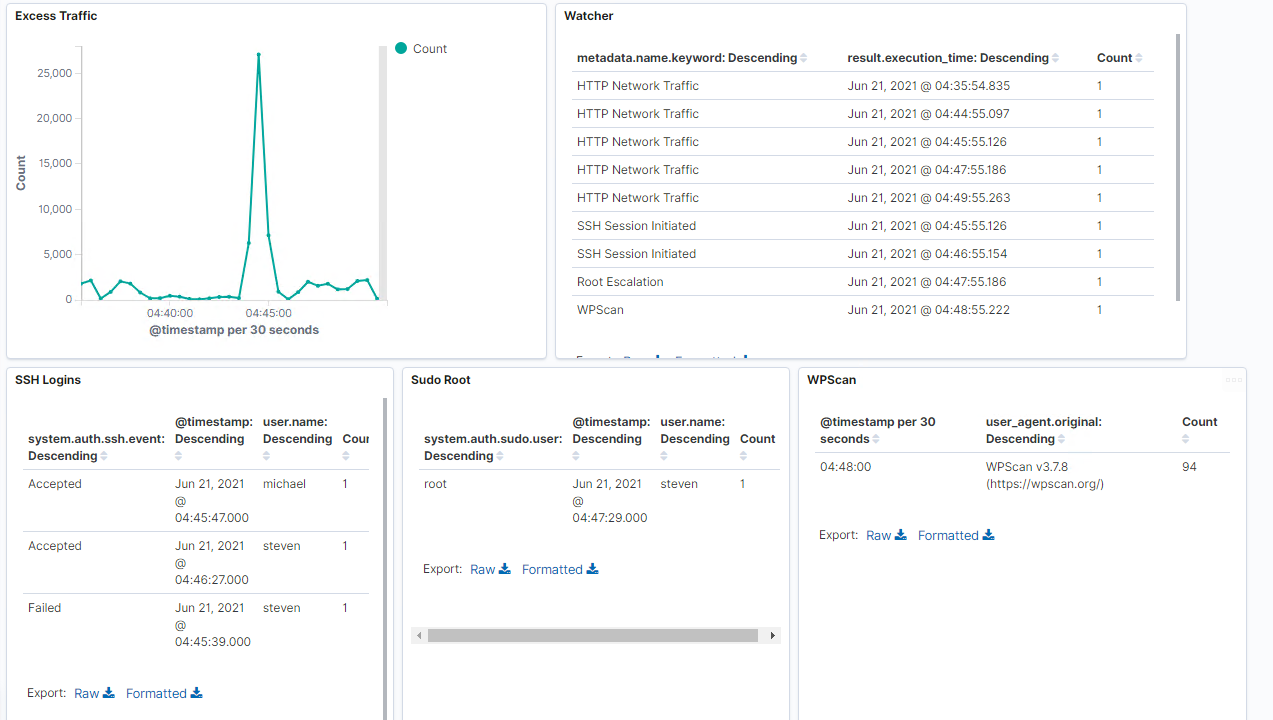 Excess Traffic
Count
25,000
20,000
15,000
10,000
5,000
0
Count
04:40:00 04:45:00
@timestamp per 30 seconds
Watcher
metadata.name.keyword: Descending result.execution_time: Descending Count
HTTP Network Traffic Jun 21, 2021 @ 04:35:54.835 1
HTTP Network Traffic Jun 21, 2021 @ 04:44:55.097 1
HTTP Network Traffic Jun 21, 2021 @ 04:45:55.126 1
HTTP Network Traffic Jun 21, 2021 @ 04:47:55.186 1
HTTP Network Traffic Jun 21, 2021 @ 04:49:55.263 1
SSH Session Initiated Jun 21, 2021 @ 04:45:55.126 1
SSH Session Initiated Jun 21, 2021 @ 04:46:55.154 1
Root Escalation Jun 21, 2021 @ 04:47:55.186 1
WPScan Jun 21, 2021 @ 04:48:55.222 1
SSH Logins
@timestamp: user.name:
system.auth.ssh.event: Descending Descending Coun
Descending
Accepted Jun 21, 2021 michael 1
@
04:45:47.000
Accepted Jun 21, 2021 steven 1
@
04:46:27.000
Failed Jun 21, 2021 steven 1
@
04:45:39.000
Export: Raw Formatted
Sudo Root
@timestamp: user.name:
system.auth.sudo.user: Descending Descending Count
Descending
root Jun 21, 2021 steven 1
@
04:47:29.000
Export: Raw Formatted
WPScan
@timestamp per 30 user_agent.original: Count
seconds Descending
04:48:00 WPScan v3.7.8 94
(https://wpscan.org/)
Export: Raw Formatted